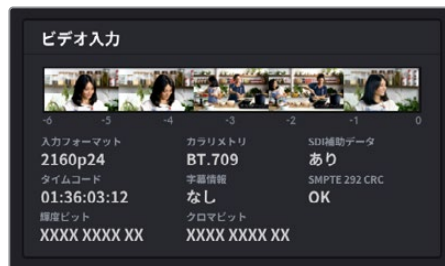 ビデオ入力
-6 -5 -4 -3 -2 -1 0
入力フォーマット カラリメトリ SDI補助データ
2160p24 BT.709 あり
タイムコード 字幕情報 SMPTE 292 CRC
01:36:03:12 なし OK
輝度ビット クロマビット
XXXX XXXX XX XXXX XXXX XX